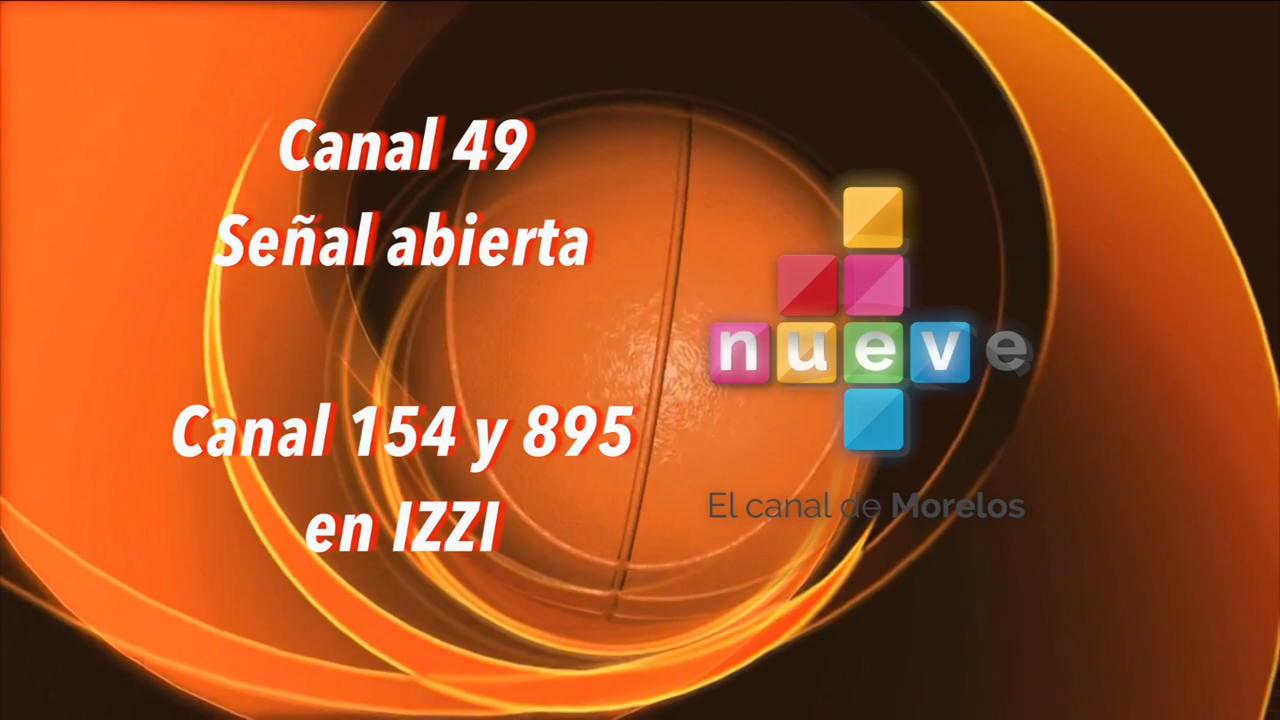 Canal 49
Señal abierta
Canal 154 y 895
en IZZI
nueve
El canal de Morelos